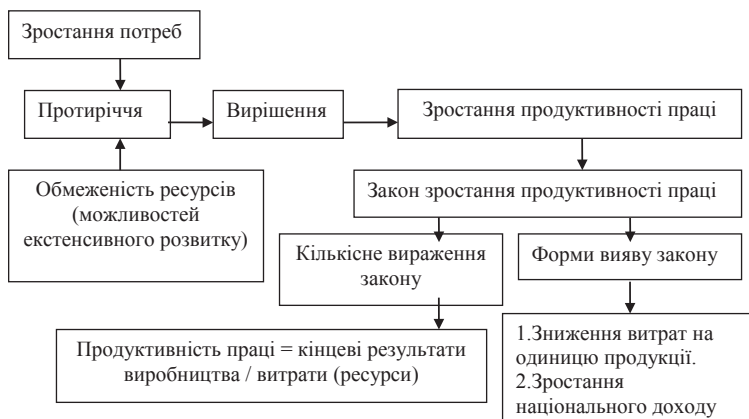 Зростання потреб
Протиріччя
Вирішення
Зростання продуктивності праці
Обмеженість ресурсів
(можливостей
екстенсивного розвитку)
Закон зростання продуктивності праці
Кількісне вираження
закону
Форми вияву закону
Продуктивність праці = кінцеві результати
виробництва / витрати (ресурси)
1.Зниження витрат на
одиницю продукції.
2.Зростання
національного доходу